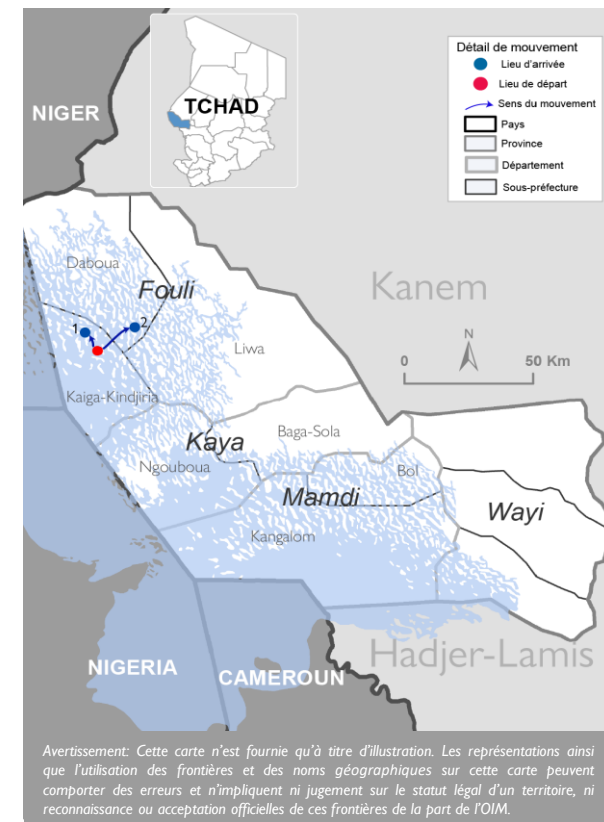 TCHAD
Détail de mouvement
Lieu d'arrivée
Lieu de départ
Sens du mouvement
Pays
Province
Département
Sous-préfecture
NIGER
Daboua
Fouli
Kanem
1
2
Liwa
N
0 50 Km
Kaiga-Kindjiria
Kaya
Baga-Sola
Ngouboua
Bol
Mamdi
Wayi
Kangalom
NIGERIA
CAMEROUN
Hadjer-Lamis
Avertissement: Cette carte n'est fournie qu'à titre d'illustration. Les représentations ainsi
que l'utilisation des frontières et des noms géographiques sur cette carte peuvent
comporter des erreurs et n'impliquent ni jugement sur le statut légal d'un territoire, ni
reconnaissance ou acceptation officielles de ces frontières de la part de l'OIM.